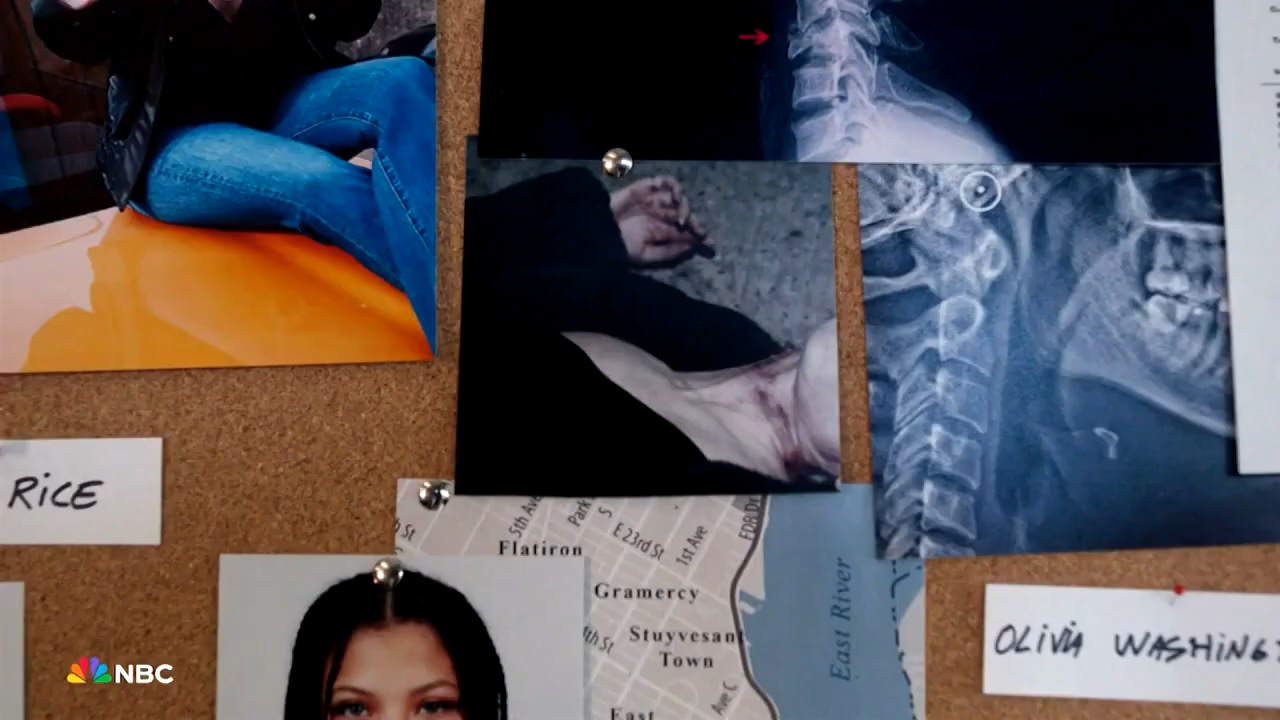 RiCE
5th Ave
Park
S
E 23rd St
1st Ave
FDR Dr
Flatiron
Gramercy
Stuyvesant
Town
East River
Ave C
East
OLIVIA WASHING
NBC